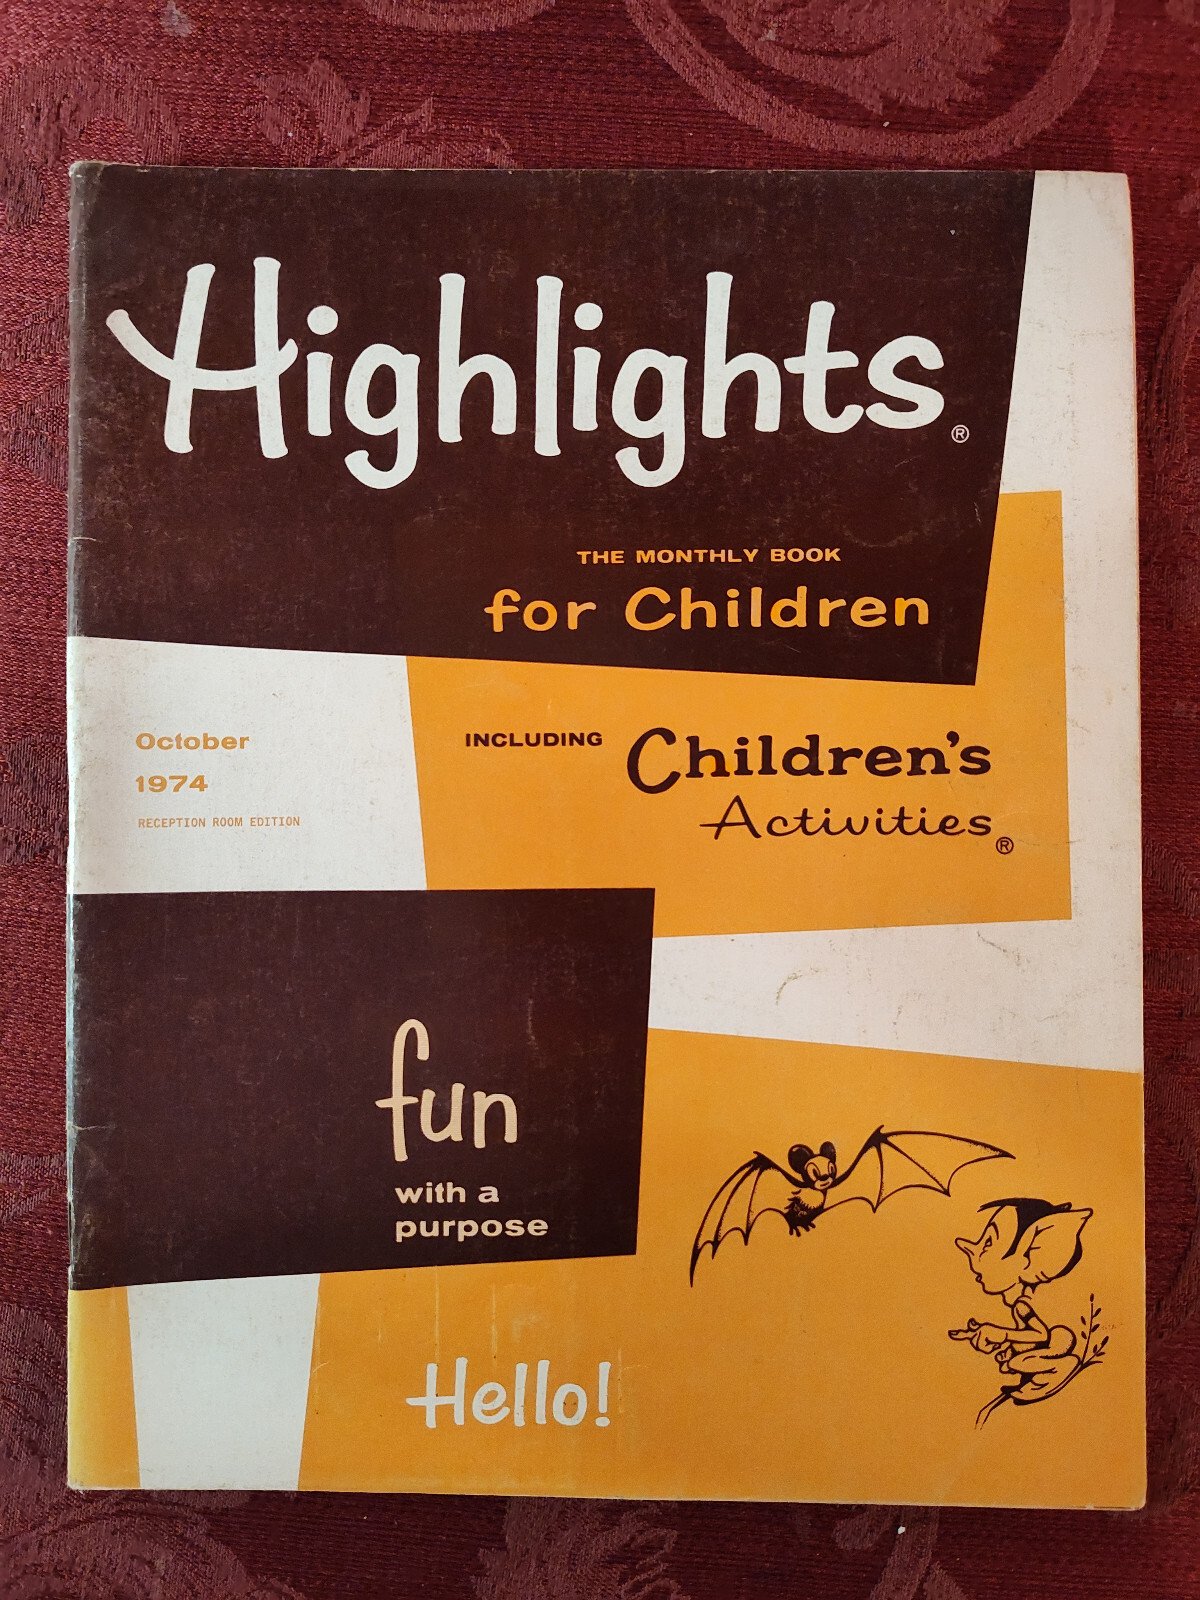 Highlights®
THE MONTHLY BOOK
for Children
October
1974
RECEPTION ROOM EDITION
INCLUDING Children's
Activities®
fun
with a
purpose
Hello!